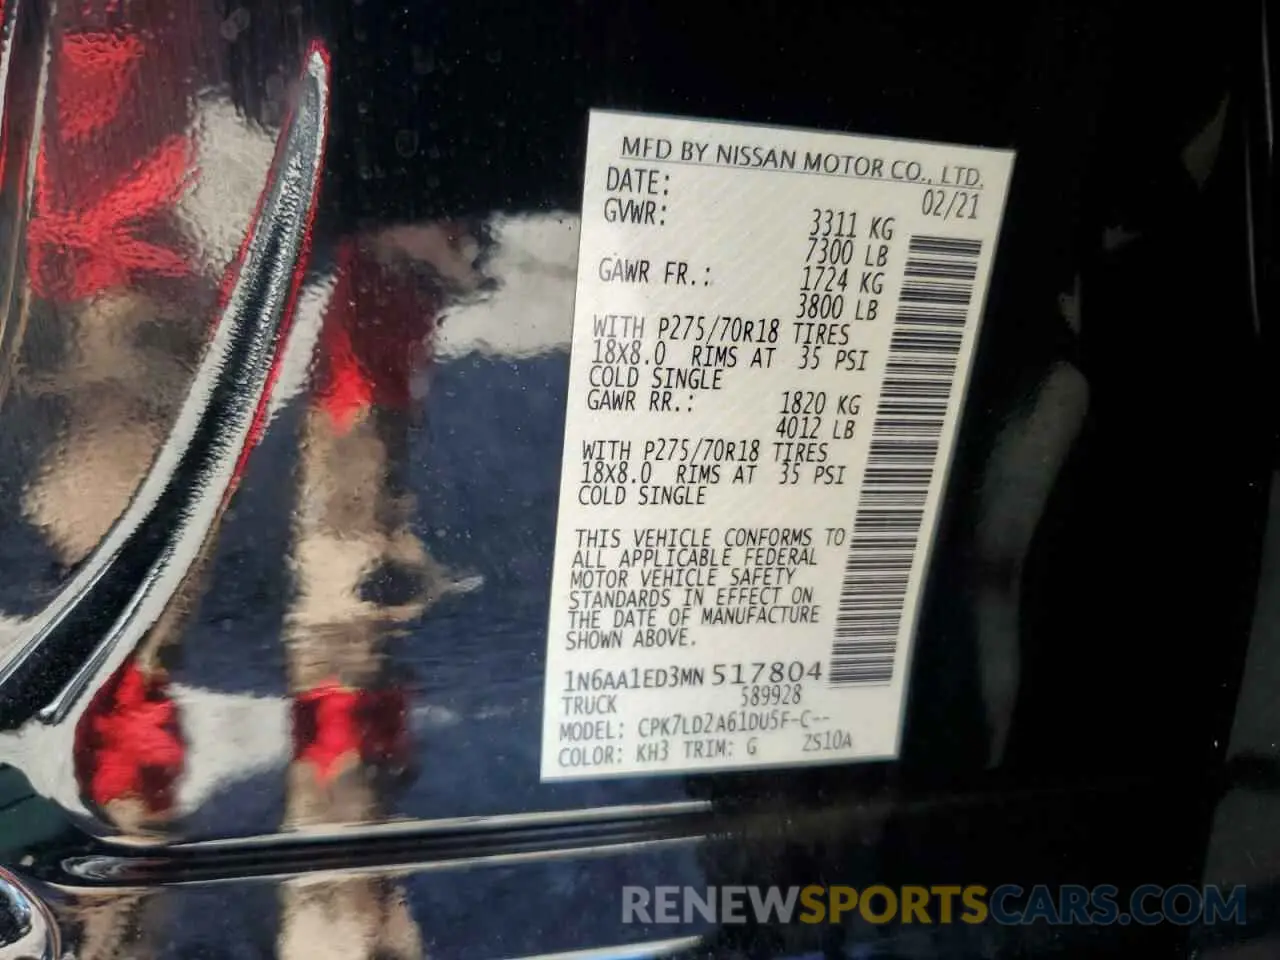 MFD BY NISSAN MOTOR CO., LTD.
DATE: 02/21
GVWR: 3311 KG
7300 LB
GAWR FR.: 1724 KG
3800 LB
WITH P275/70R18 TIRES
18X8.0 RIMS AT 35 PSI
COLD SINGLE
GAWR RR.: 1820 KG
4012 LB
WITH P275/70R18 TIRES
18X8.0 RIMS AT 35 PSI
COLD SINGLE
THIS VEHICLE CONFORMS TO
ALL APPLICABLE FEDERAL
MOTOR VEHICLE SAFETY
STANDARDS IN EFFECT ON
THE DATE OF MANUFACTURE
SHOWN ABOVE.
1N6AA1ED3MN517804
TRUCK 589928
MODEL: CPK7LD2A61DU5F-C--
COLOR: KH3 TRIM: G ZS10A
RENEWSPORTSCARS.COM